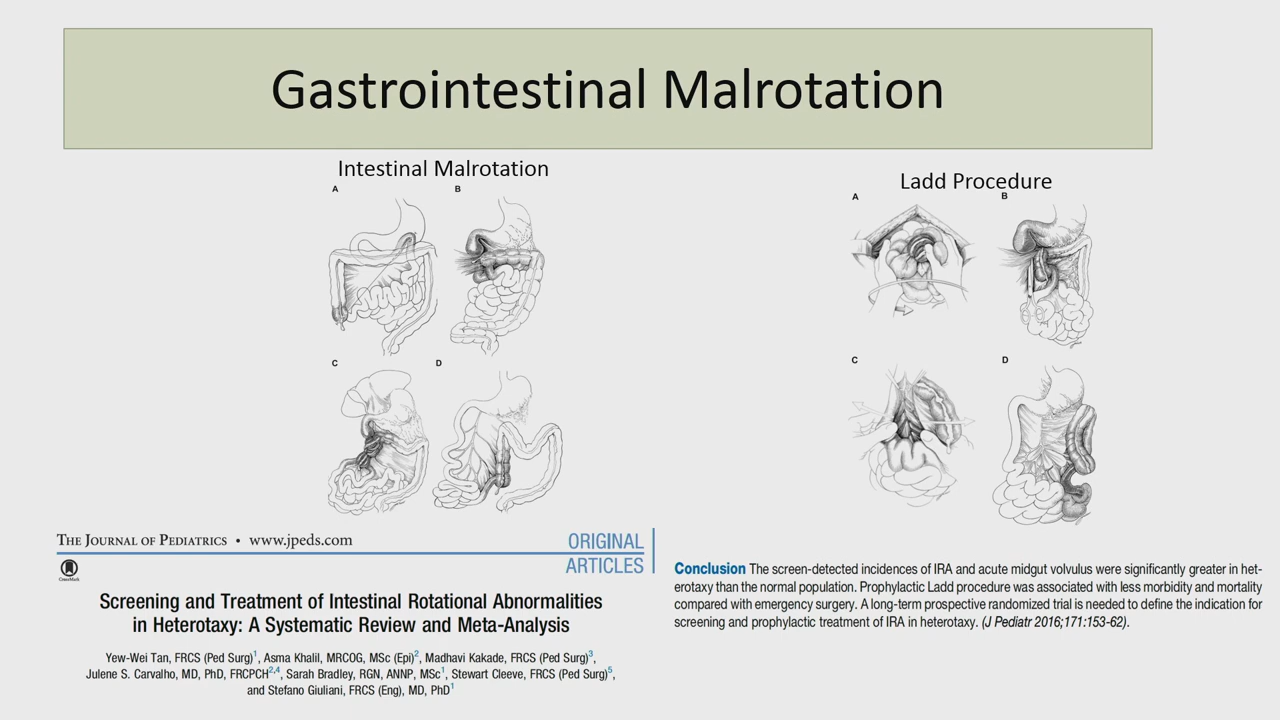 Gastrointestinal Malrotation
Intestinal Malrotation
A
B
C
D
Ladd Procedure
A
B
C
D
THE JOURNAL OF PEDIATRICS • www.jpeds.com
ORIGINAL
ARTICLES
CrossMark
Screening and Treatment of Intestinal Rotational Abnormalities
in Heterotaxy: A Systematic Review and Meta-Analysis
Yew-Wei Tan, FRCS (Ped Surg)1, Asma Khalil, MRCOG, MSc (Epi)2, Madhavi Kakade, FRCS (Ped Surg)3,
Julene S. Carvalho, MD, PhD, FRCPCH2,4, Sarah Bradley, RGN, ANNP, MSc1, Stewart Cleeve, FRCS (Ped Surg)5,
and Stefano Giuliani, FRCS (Eng), MD, PhD1
Conclusion The screen-detected incidences of IRA and acute midgut volvulus were significantly greater in het-
erotaxy than the normal population. Prophylactic Ladd procedure was associated with less morbidity and mortality
compared with emergency surgery. A long-term prospective randomized trial is needed to define the indication for
screening and prophylactic treatment of IRA in heterotaxy. (J Pediatr 2016;171:153-62).